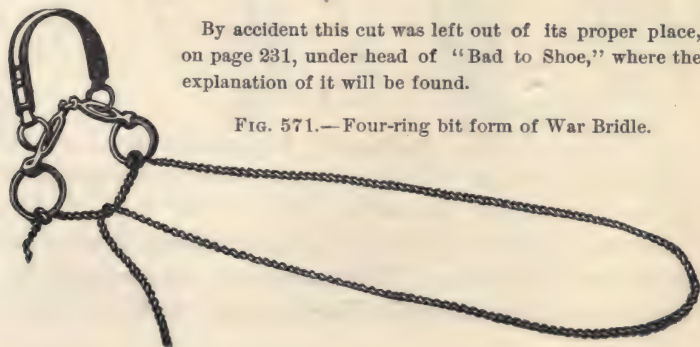 By accident this cut was left out of its proper place,
on page 231, under head of “Bad to Shoe,” where the
explanation of it will be found.
FIG. 571.—Four-ring bit form of War Bridle.